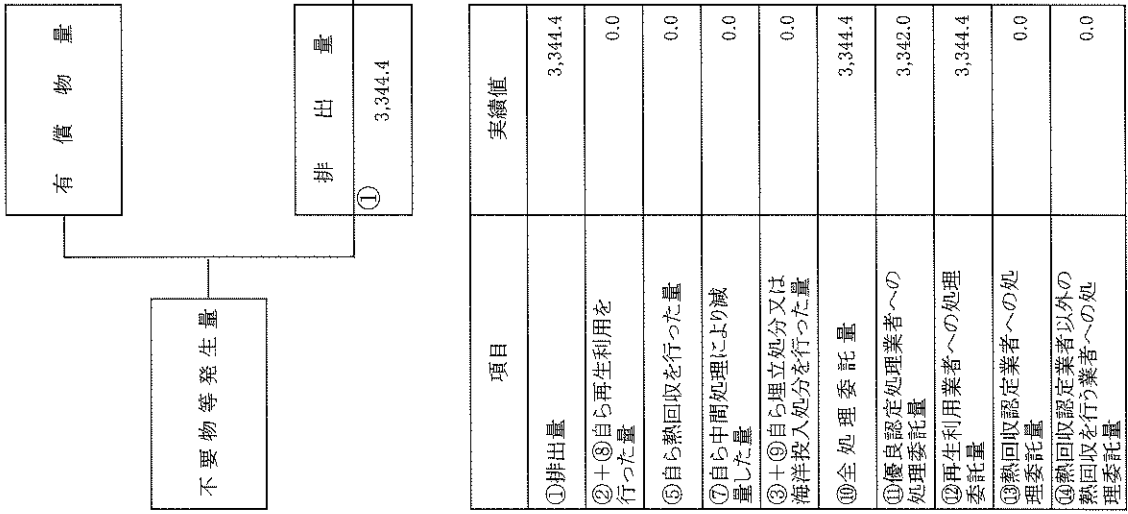 不要物等発生量
有償物量
排出量
①
3,344.4
項目 実績値
①排出量 3,344.4
②+⑧自ら再生利用を
行った量 0.0
⑤自ら熱回収を行った量 0.0
⑦自ら中間処理により減
量した量 0.0
③+⑨自ら埋立処分又は
海洋投入処分を行った量 0.0
⑩全処理委託量 3,344.4
⑪優良認定処理業者への
処理委託量 3,342.0
⑫再生利用業者への処理
委託量 3,344.4
⑬熱回収認定業者への処
理委託量 0.0
⑭熱回収認定業者以外の
熱回収を行う業者への処
理委託量 0.0